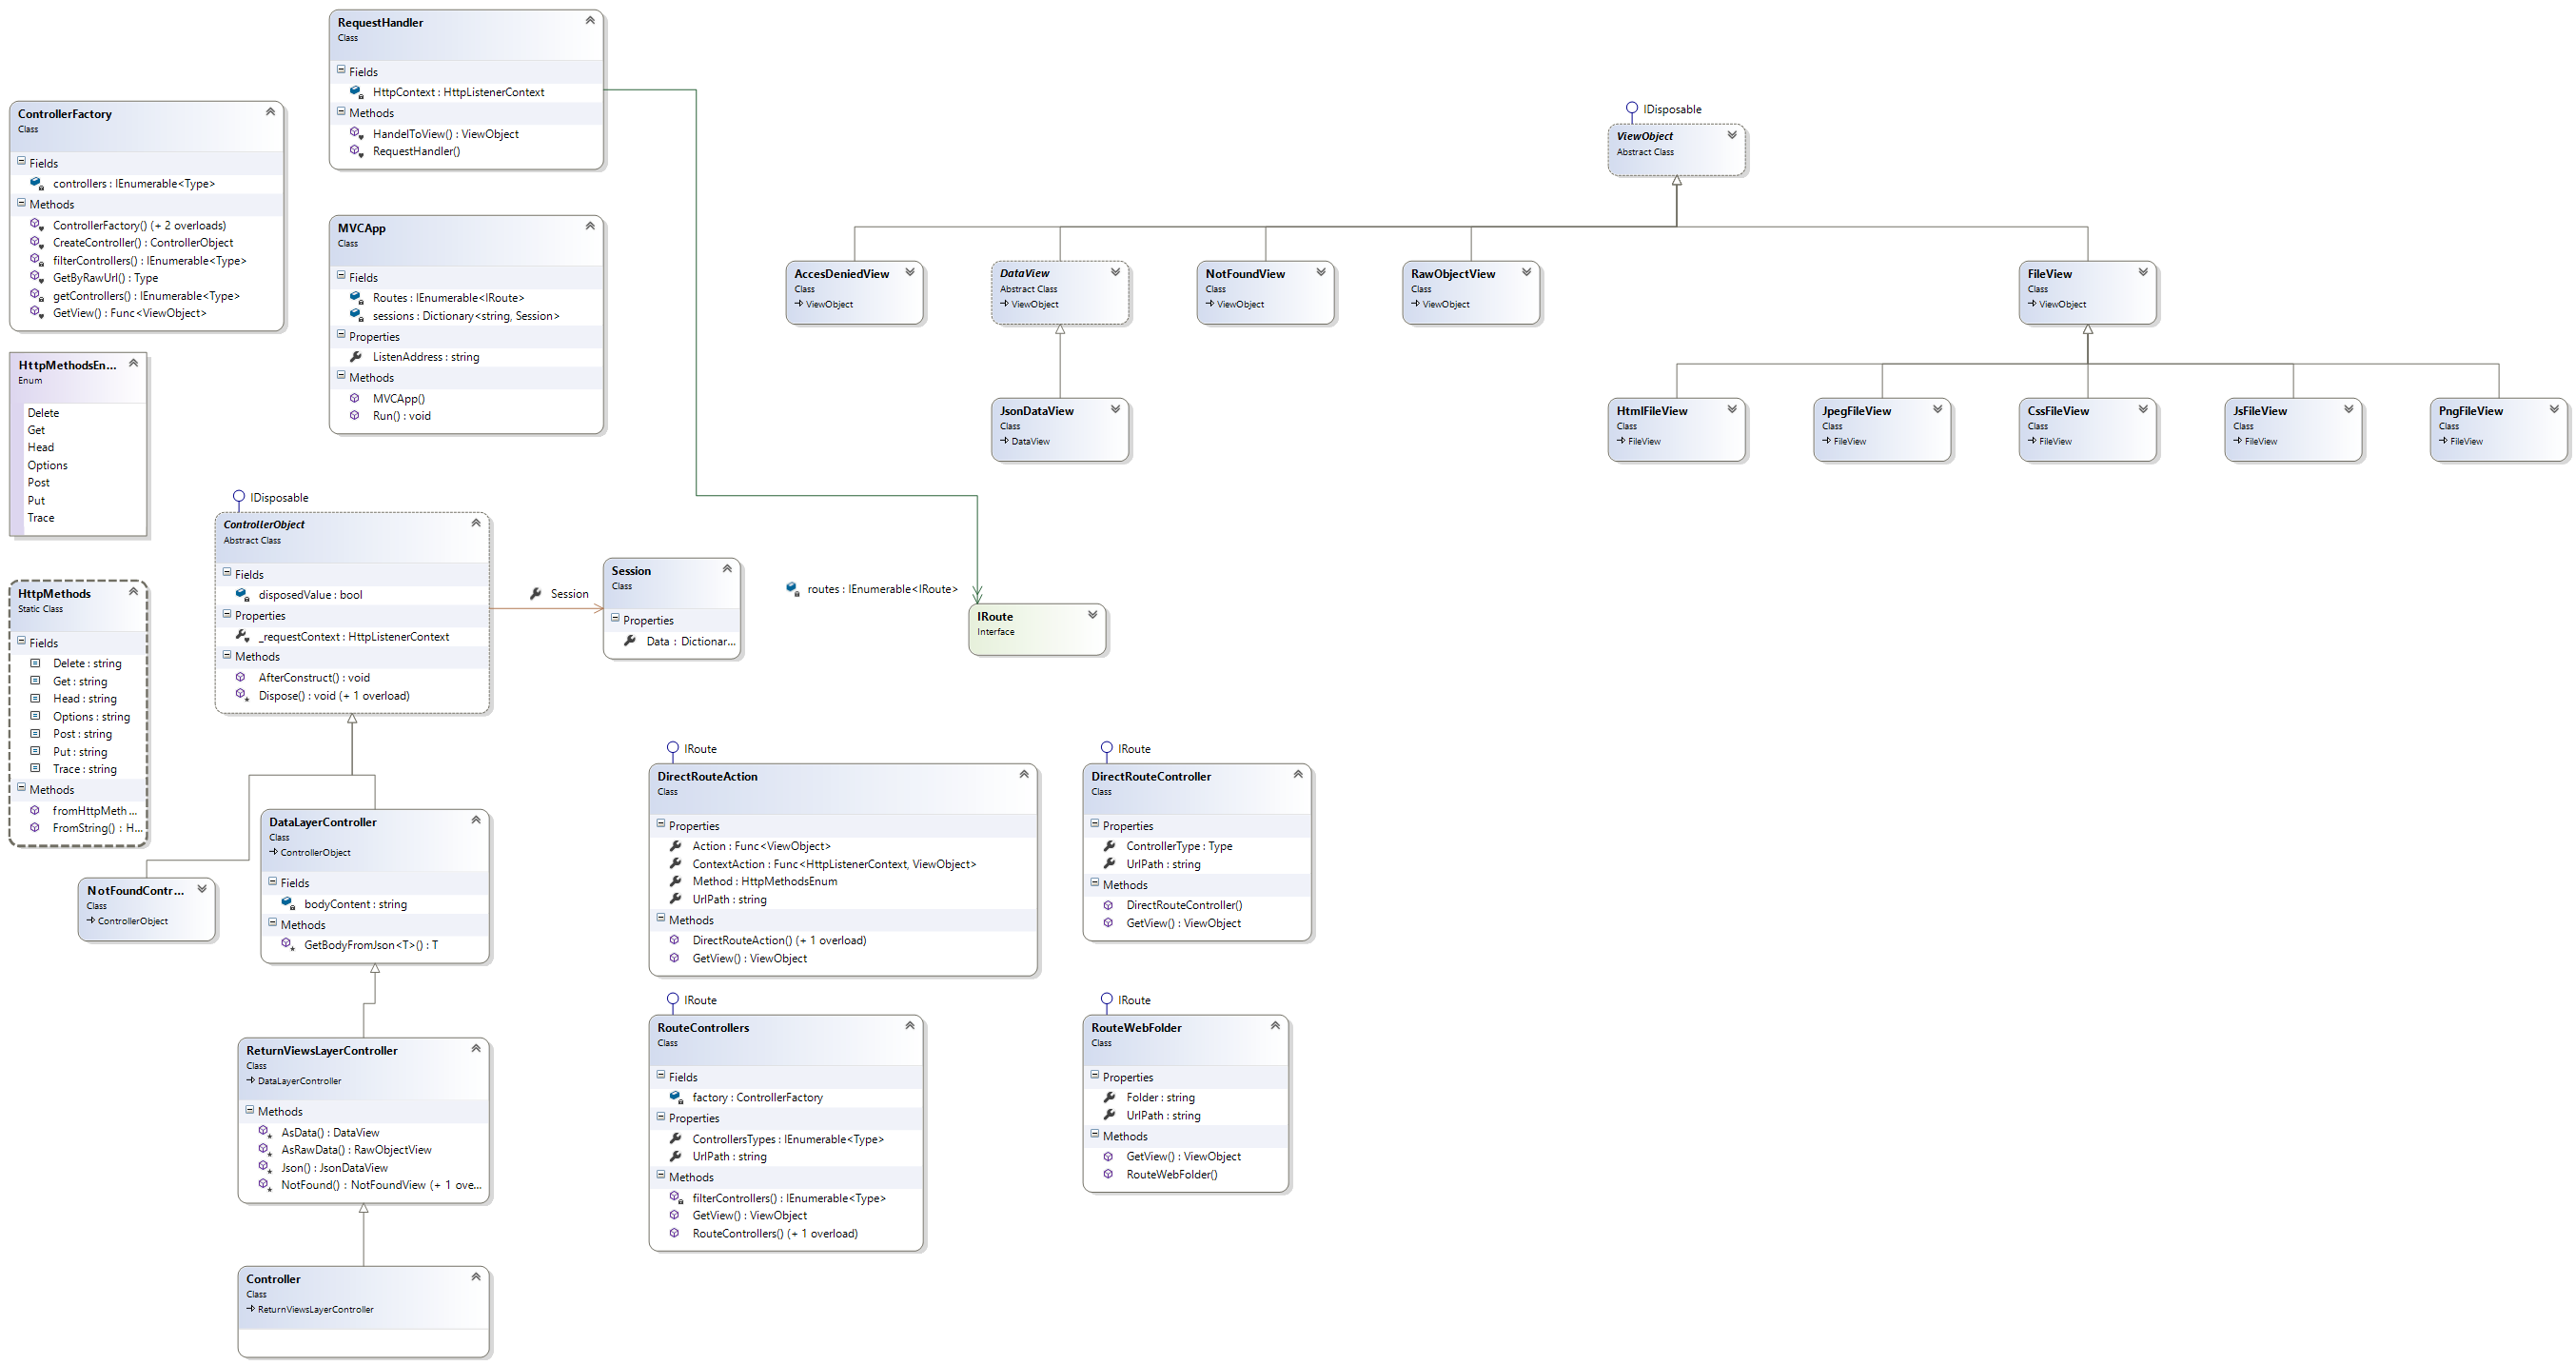 RequestHandler
Class
Fields
HttpContext : HttpListenerContext
Methods
HandelToView() : ViewObject
RequestHandler()
ControllerFactory
Class
Fields
controllers : IEnumerable<Type>
Methods
ControllerFactory() (+ 2 overloads)
CreateController() : ControllerObject
filterControllers() : IEnumerable<Type>
GetByRawUrl() : Type
getControllers() : IEnumerable<Type>
GetView() : Func<ViewObject>
MVCApp
Class
Fields
Routes : IEnumerable<IRoute>
sessions : Dictionary<string, Session>
Properties
ListenAddress : string
Methods
MVCApp()
Run() : void
HttpMethodsEn...
Enum
Delete
Get
Head
Options
Post
Put
Trace
HttpMethods
Static Class
Fields
Delete : string
Get : string
Head : string
Options : string
Post : string
Put : string
Trace : string
Methods
fromHttpMeth...
FromString() : H...
IDisposable
ControllerObject
Abstract Class
Fields
disposedValue : bool
Properties
_requestContext : HttpListenerContext
Methods
AfterConstruct() : void
Dispose() : void (+ 1 overload)
Session
Session
Class
Properties
Data : Dictionar...
routes : IEnumerable<IRoute>
IRoute
Interface
IDisposable
ViewObject
Abstract Class
AccesDeniedView
Class
ViewObject
DataView
Abstract Class
ViewObject
NotFoundView
Class
ViewObject
RawObjectView
Class
ViewObject
FileView
Class
ViewObject
JsonDataView
Class
DataView
HtmlFileView
Class
FileView
JpegFileView
Class
FileView
CssFileView
Class
FileView
JsFileView
Class
FileView
PngFileView
Class
FileView
NotFoundContr...
Class
ControllerObject
DataLayerController
Class
ControllerObject
Fields
bodyContent : string
Methods
GetBodyFromJson<T>() : T
ReturnViewsLayerController
Class
DataLayerController
Methods
AsData() : DataView
AsRawData() : RawObjectView
Json() : JsonDataView
NotFound() : NotFoundView (+ 1 ove...
Controller
Class
ReturnViewsLayerController
IRoute
DirectRouteAction
Class
Properties
Action : Func<ViewObject>
ContextAction : Func<HttpListenerContext, ViewObject>
Method : HttpMethodsEnum
UrlPath : string
Methods
DirectRouteAction() (+ 1 overload)
GetView() : ViewObject
IRoute
DirectRouteController
Class
Properties
ControllerType : Type
UrlPath : string
Methods
DirectRouteController()
GetView() : ViewObject
IRoute
RouteControllers
Class
Fields
factory : ControllerFactory
Properties
ControllersTypes : IEnumerable<Type>
UrlPath : string
Methods
filterControllers() : IEnumerable<Type>
GetView() : ViewObject
RouteControllers() (+ 1 overload)
IRoute
RouteWebFolder
Class
Properties
Folder : string
UrlPath : string
Methods
GetView() : ViewObject
RouteWebFolder()